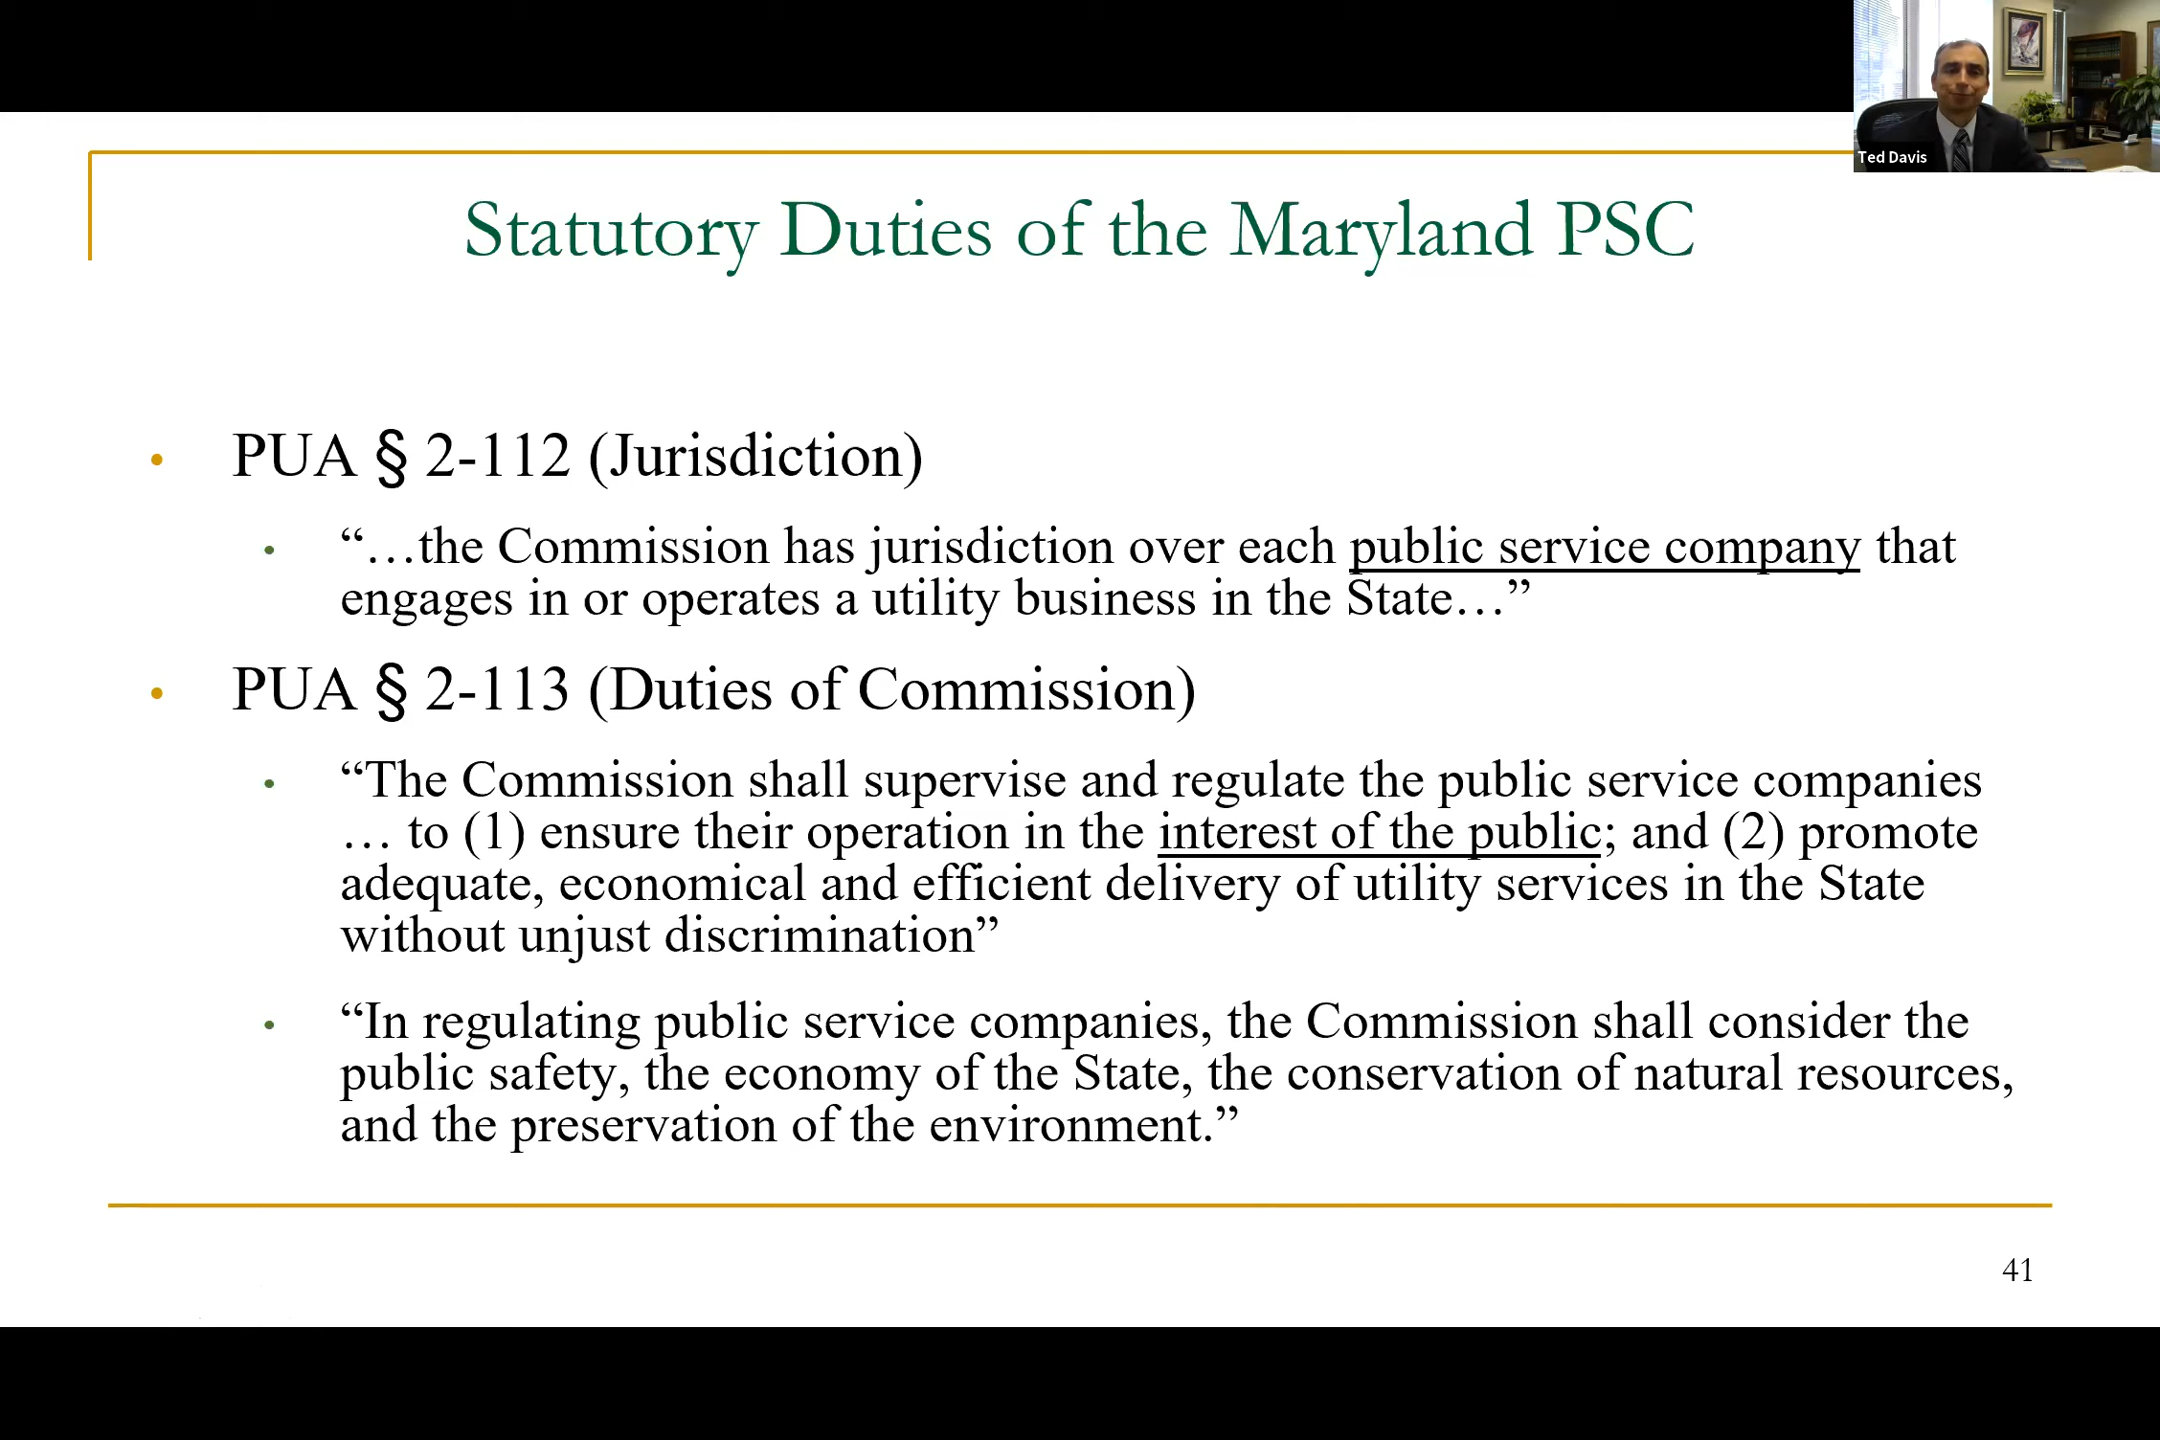 Ted Davis
Statutory Duties of the Maryland PSC
• PUA § 2-112 (Jurisdiction)
• “…the Commission has jurisdiction over each public service company that
engages in or operates a utility business in the State…”
• PUA § 2-113 (Duties of Commission)
• “The Commission shall supervise and regulate the public service companies
… to (1) ensure their operation in the interest of the public; and (2) promote
adequate, economical and efficient delivery of utility services in the State
without unjust discrimination”
• “In regulating public service companies, the Commission shall consider the
public safety, the economy of the State, the conservation of natural resources,
and the preservation of the environment.”
41